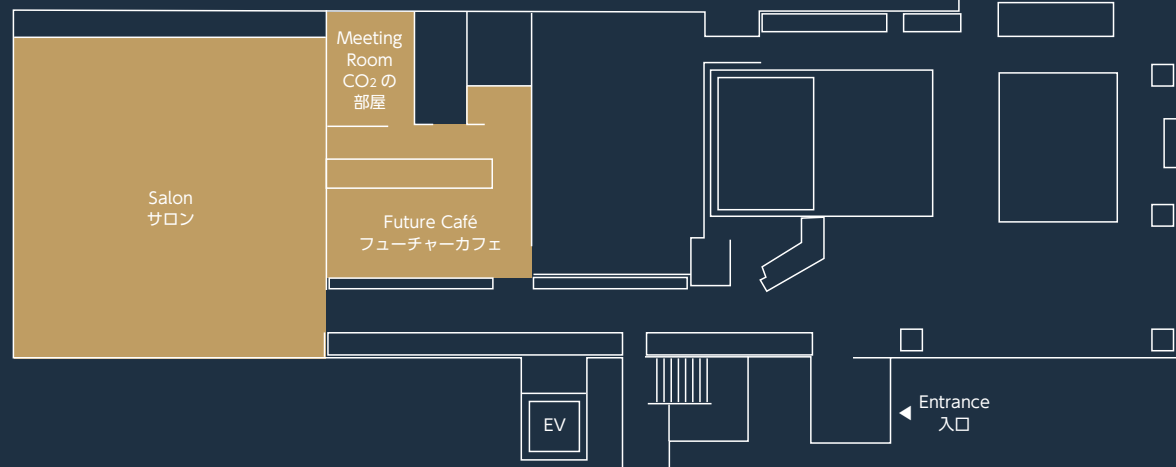 Meeting
Room
CO₂ の
部屋
Salon
サロン
Future Café
フューチャーカフェ
EV
Entrance
入口